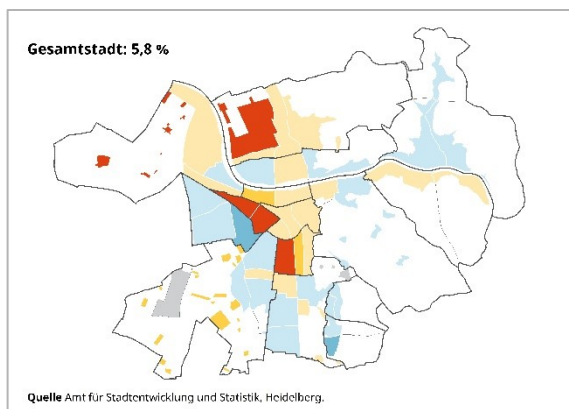 Gesamtstadt: 5,8 %
Quelle Amt für Stadtentwicklung und Statistik, Heidelberg.